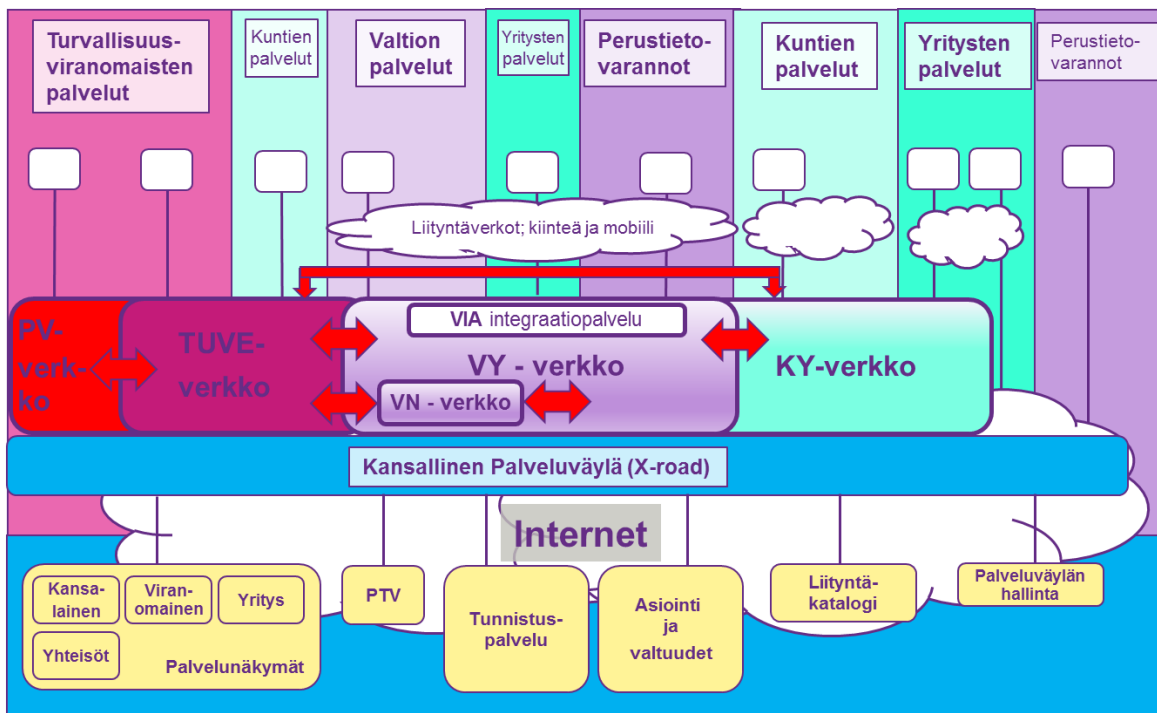 Turvallisuus-
viranomaisten
palvelut
Kuntien
palvelut
Valtion
palvelut
Yritysten
palvelut
Perustieto-
varannot
Kuntien
palvelut
Yritysten
palvelut
Perustieto-
varannot
Liityntäverkot; kiinteä ja mobiili
PV-
verk-
ko
TUVE-
verkko
VIA integraatiopalvelu
VY - verkko
VN - verkko
KY-verkko
Kansallinen Palveluväylä (X-road)
Internet
Kansa-
lainen
Viran-
omainen
Yritys
Yhteisöt
Palvelunäkymät
PTV
Tunnistus-
palvelu
Asiointi
ja
valtuudet
Liityntä-
katalogi
Palveluväylän
hallinta